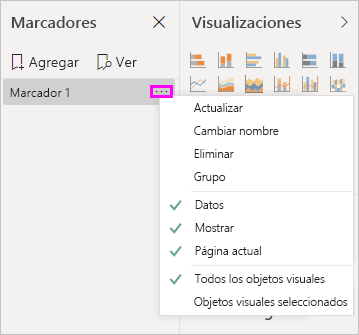 Marcadores
Visualizaciones
Agregar
Ver
Marcador 1
Actualizar
Cambiar nombre
Eliminar
Grupo
Datos
Mostrar
Página actual
Todos los objetos visuales
Objetos visuales seleccionados